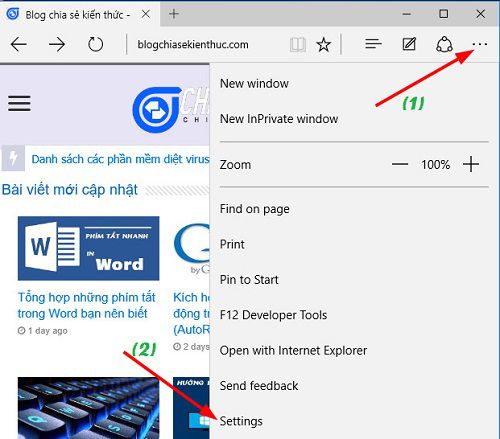 Blog chia sẻ kiến thức -
blogchiasekienthuc.com
(1)
New window
New InPrivate window
Zoom
100%
Find on page
Print
Pin to Start
F12 Developer Tools
Open with Internet Explorer
Send feedback
Settings
Danh sách các phần mềm diệt virus
Bài viết mới cập nhật
PHÍM TẮT NHANH
IN
Word
by G
Tổng hợp những phím tắt
trong Word bạn nên biết
1 day ago
Kích h
động tr
(AutoR
2 days
(2)
HƯỚNG D